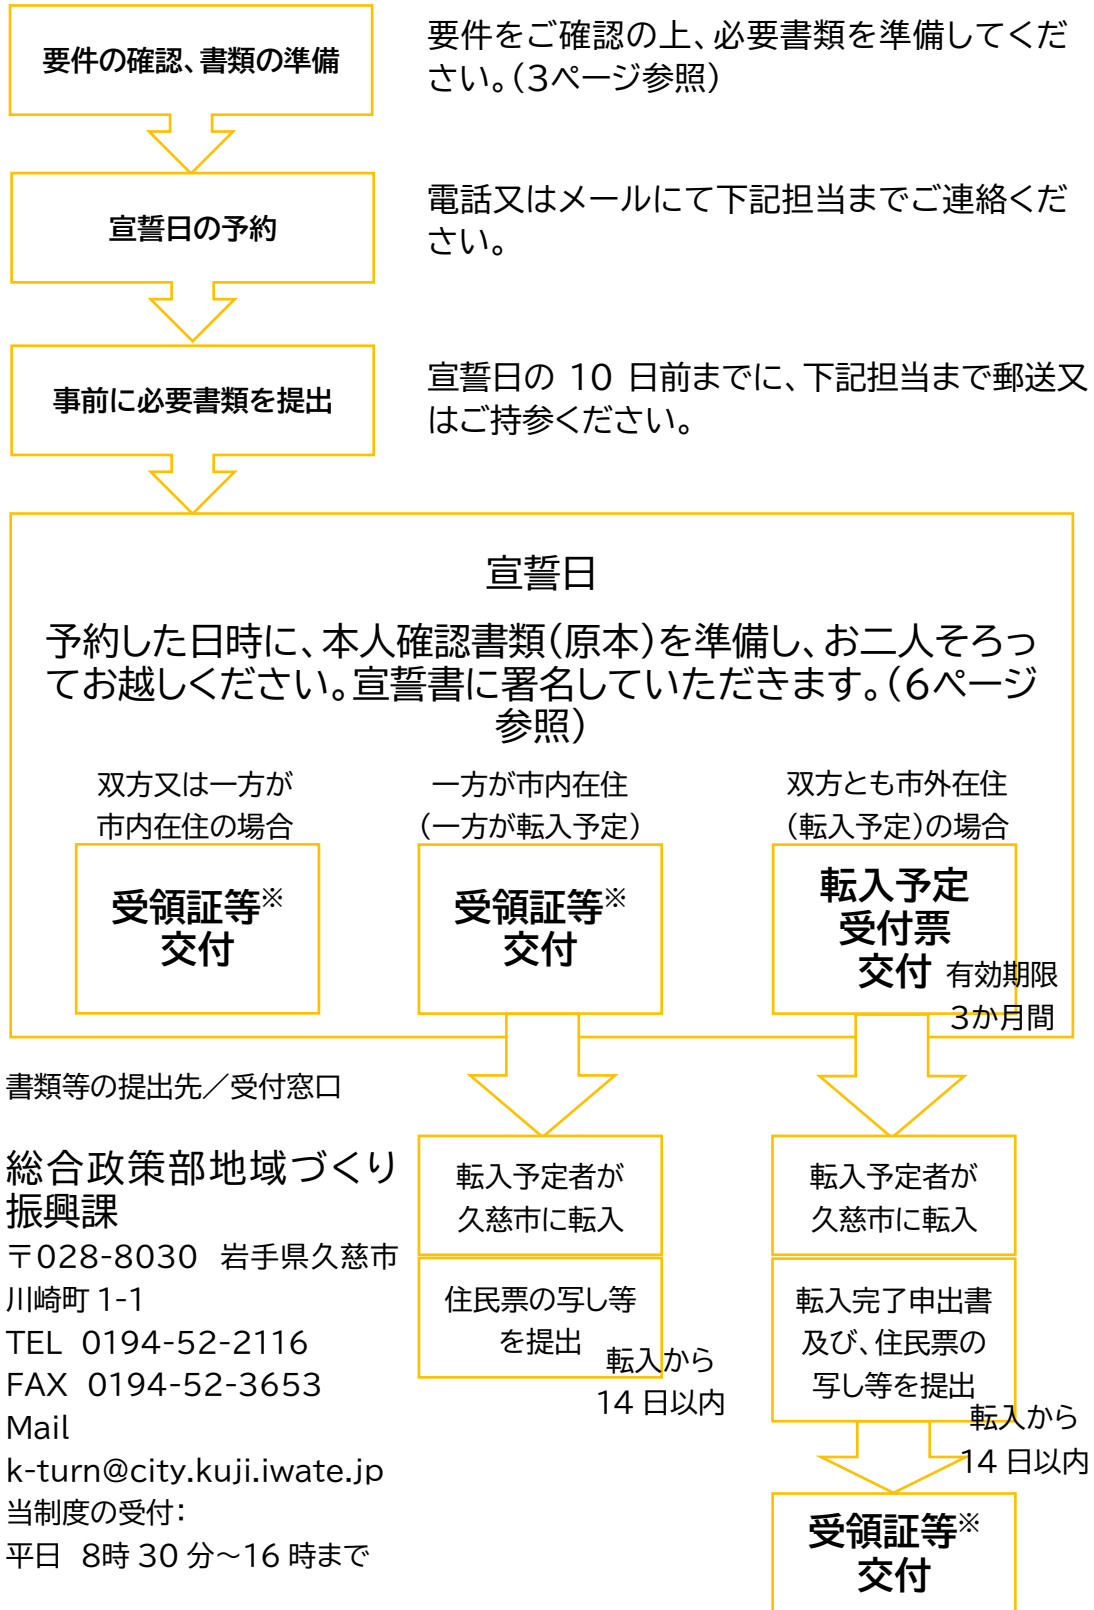 要件の確認、書類の準備
要件をご確認の上、必要書類を準備してくだ
さい。(3ページ参照)
宣誓日の予約
電話又はメールにて下記担当までご連絡くだ
さい。
事前に必要書類を提出
宣誓日の 10 日前までに、下記担当まで郵送又
はご持参ください。
宣誓日
予約した日時に、本人確認書類(原本)を準備し、お二人そろっ
てお越しください。宣誓書に署名していただきます。(6ページ
参照)
双方又は一方が
市内在住の場合
受領証等※
交付
一方が市内在住
(一方が転入予定)
受領証等※
交付
双方とも市外在住
(転入予定)の場合
転入予定
受付票
交付
有効期限
3か月間
転入予定者が
久慈市に転入
住民票の写し等
を提出
転入から
14 日以内
転入予定者が
久慈市に転入
転入完了申出書
及び、住民票の
写し等を提出
転入から
14 日以内
受領証等※
交付
書類等の提出先／受付窓口
総合政策部地域づくり
振興課
〒028-8030 岩手県久慈市
川崎町 1-1
TEL 0194-52-2116
FAX 0194-52-3653
Mail
k-turn@city.kuji.iwate.jp
当制度の受付：
平日 8時 30 分～16 時まで